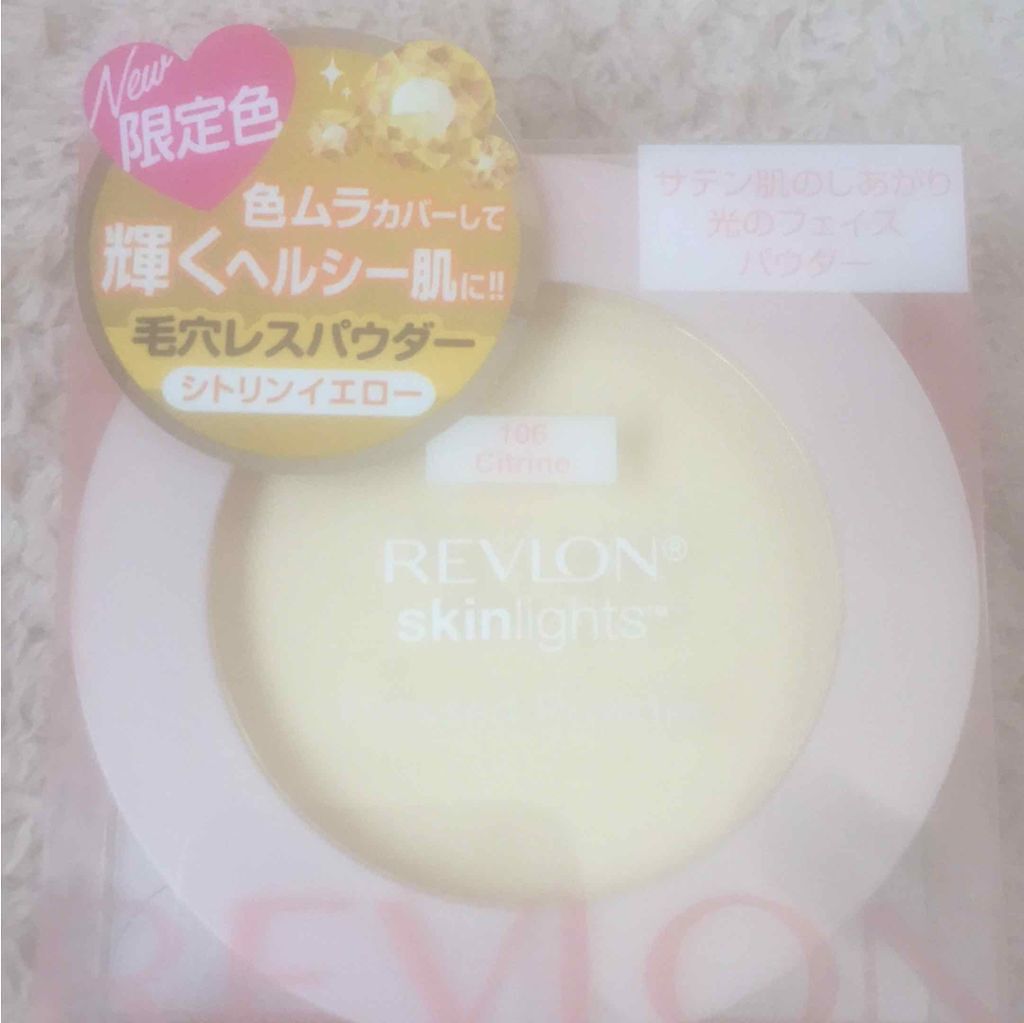 New
限定色
色ムラカバーして
輝くヘルシー肌に!!
毛穴レスパウダー
シトリンイエロー
サテン肌のしあがり
光のフェイス
パウダー
106
Citrine
REVLON®
skinlights™
Pressed Powder
REVLON